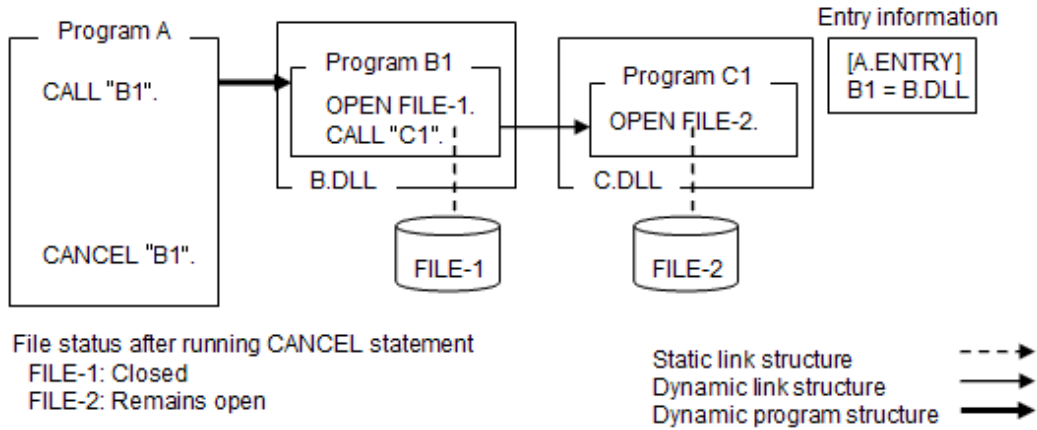 Program A
CALL "B1".
CANCEL "B1".
Program B1
OPEN FILE-1.
CALL "C1".
B.DLL
FILE-1
Program C1
OPEN FILE-2.
C.DLL
FILE-2
Entry information
[A.ENTRY]
B1 = B.DLL
File status after running CANCEL statement
FILE-1: Closed
FILE-2: Remains open
Static link structure
Dynamic link structure
Dynamic program structure